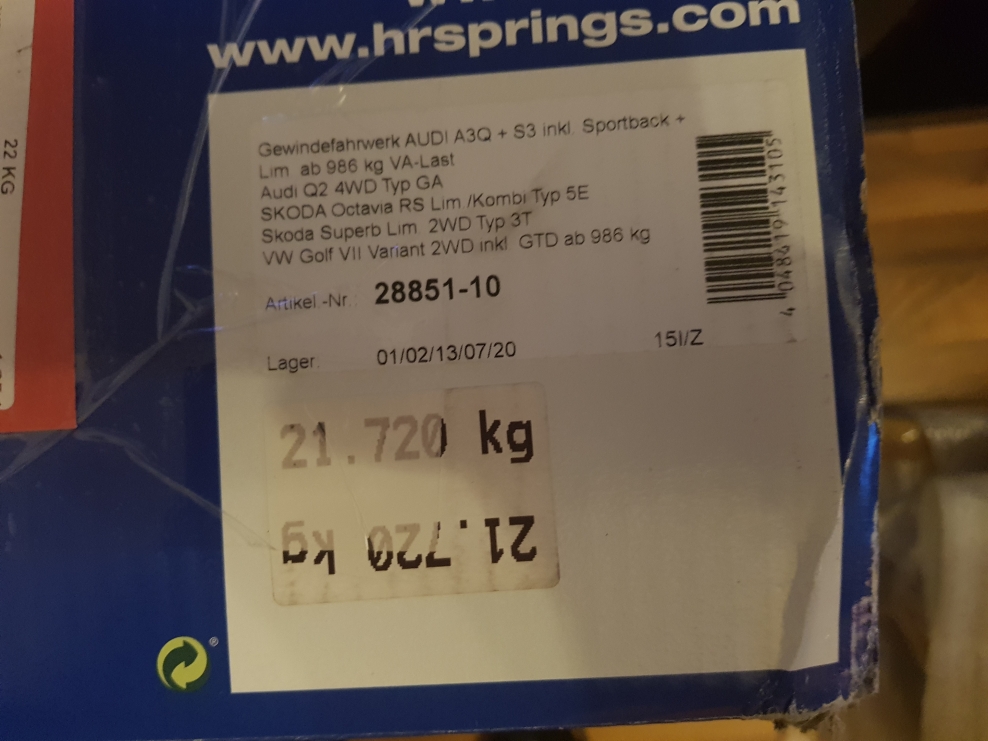 www.hrsprings.com
22 KG
Gewindefahrwerk AUDI A3Q + S3 inkl. Sportback +
Lim ab 986 kg VA-Last
Audi Q2 4WD Typ GA
SKODA Octavia RS Lim /Kombi Typ 5E
Skoda Superb Lim 2WD Typ 3T
VW Golf VII Variant 2WD inkl GTD ab 986 kg
4 048419 143105
Artikel.-Nr.: 28851-10
Lager 01/02/13/07/20 15I/Z
21.720 kg
21.720 kg
®